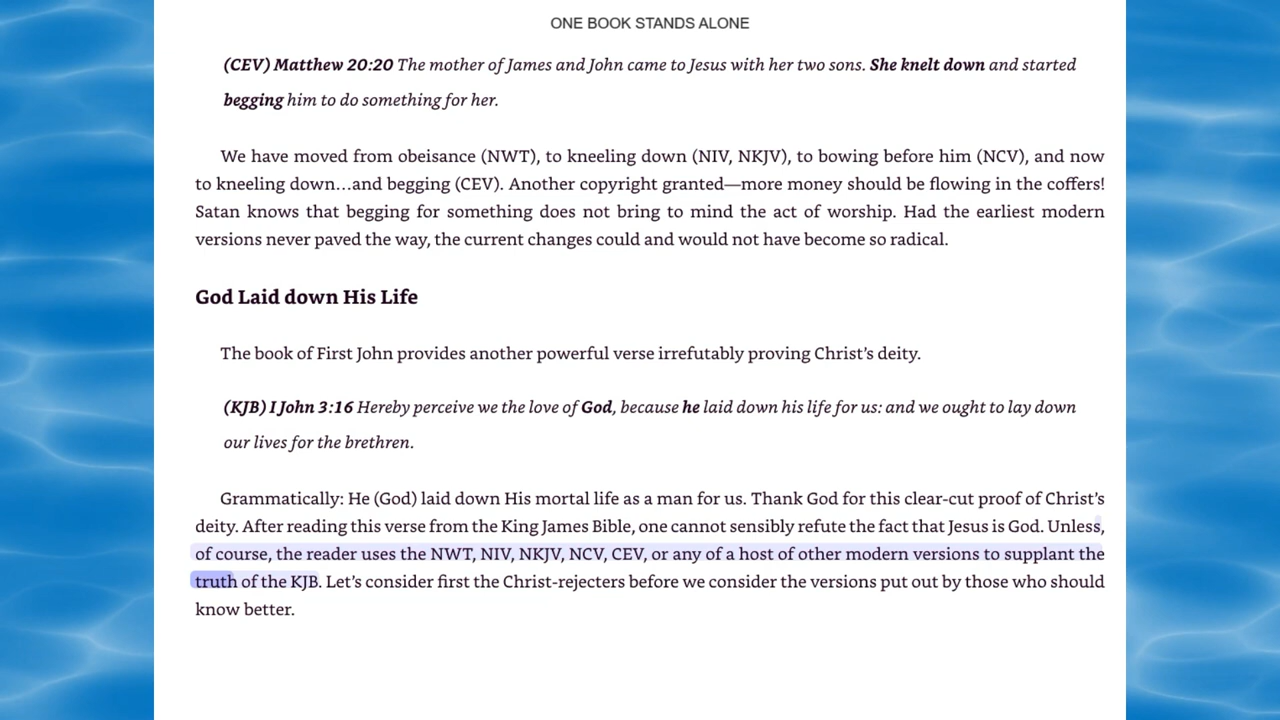 ONE BOOK STANDS ALONE
(CEV) Matthew 20:20 The mother of James and John came to Jesus with her two sons. She knelt down and started
begging him to do something for her.
We have moved from obeisance (NWT), to kneeling down (NIV, NKJV), to bowing before him (NCV), and now
to kneeling down…and begging (CEV). Another copyright granted—more money should be flowing in the coffers!
Satan knows that begging for something does not bring to mind the act of worship. Had the earliest modern
versions never paved the way, the current changes could and would not have become so radical.
God Laid down His Life
The book of First John provides another powerful verse irrefutably proving Christ’s deity.
(KJB) I John 3:16 Hereby perceive we the love of God, because he laid down his life for us: and we ought to lay down
our lives for the brethren.
Grammatically: He (God) laid down His mortal life as a man for us. Thank God for this clear-cut proof of Christ’s
deity. After reading this verse from the King James Bible, one cannot sensibly refute the fact that Jesus is God. Unless,
of course, the reader uses the NWT, NIV, NKJV, NCV, CEV, or any of a host of other modern versions to supplant the
truth of the KJB. Let’s consider first the Christ-rejecters before we consider the versions put out by those who should
know better.